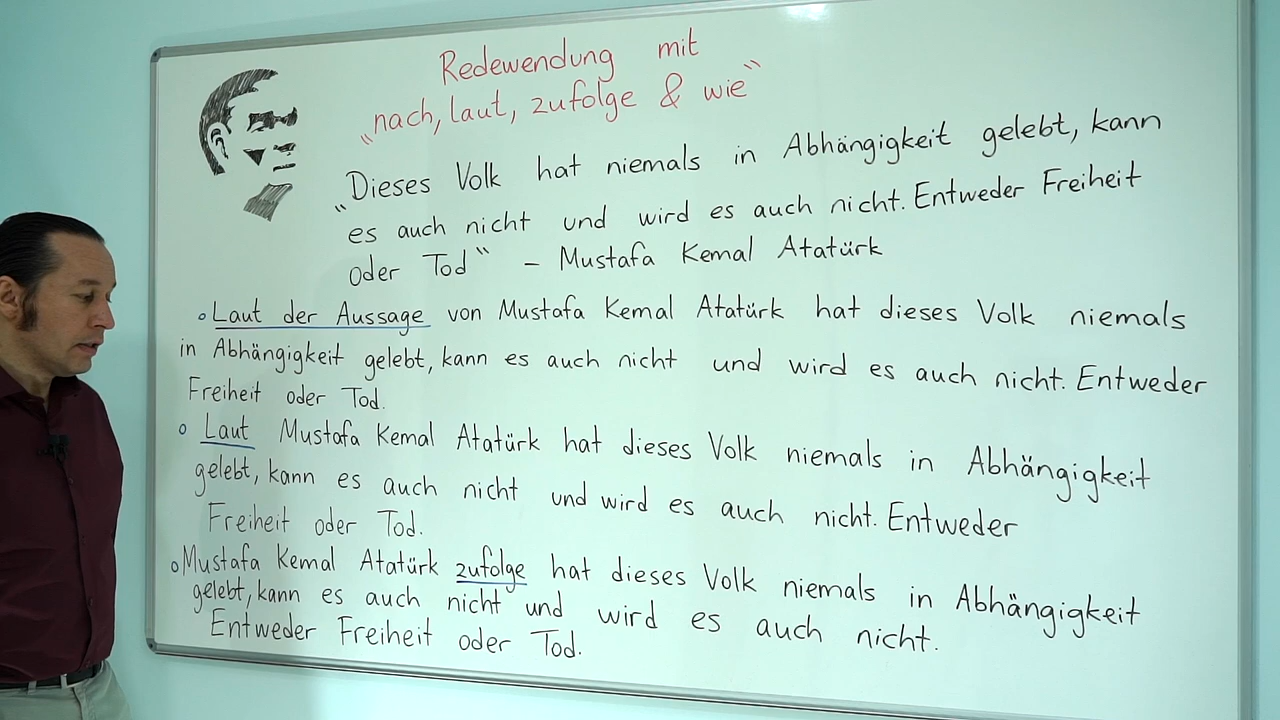 Redewendung mit
„nach, laut, zufolge & wie“
„Dieses Volk hat niemals in Abhängigkeit gelebt, kann
es auch nicht und wird es auch nicht. Entweder Freiheit
oder Tod“ – Mustafa Kemal Atatürk
◦ Laut der Aussage von Mustafa Kemal Atatürk hat dieses Volk niemals
in Abhängigkeit gelebt, kann es auch nicht und wird es auch nicht. Entweder
Freiheit oder Tod.
◦ Laut Mustafa Kemal Atatürk hat dieses Volk niemals in Abhängigkeit
gelebt, kann es auch nicht und wird es auch nicht. Entweder
Freiheit oder Tod.
◦ Mustafa Kemal Atatürk zufolge hat dieses Volk niemals in Abhängigkeit
gelebt, kann es auch nicht und wird es auch nicht.
Entweder Freiheit oder Tod.